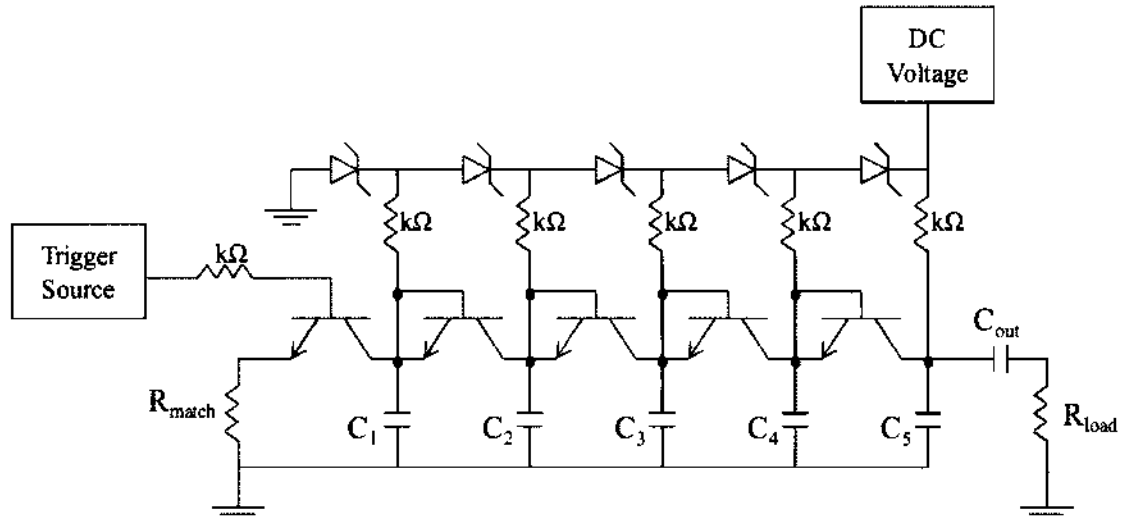 DC
Voltage
kΩ
kΩ
kΩ
kΩ
kΩ
Trigger
Source
kΩ
C_out
R_match
C_1
C_2
C_3
C_4
C_5
R_load